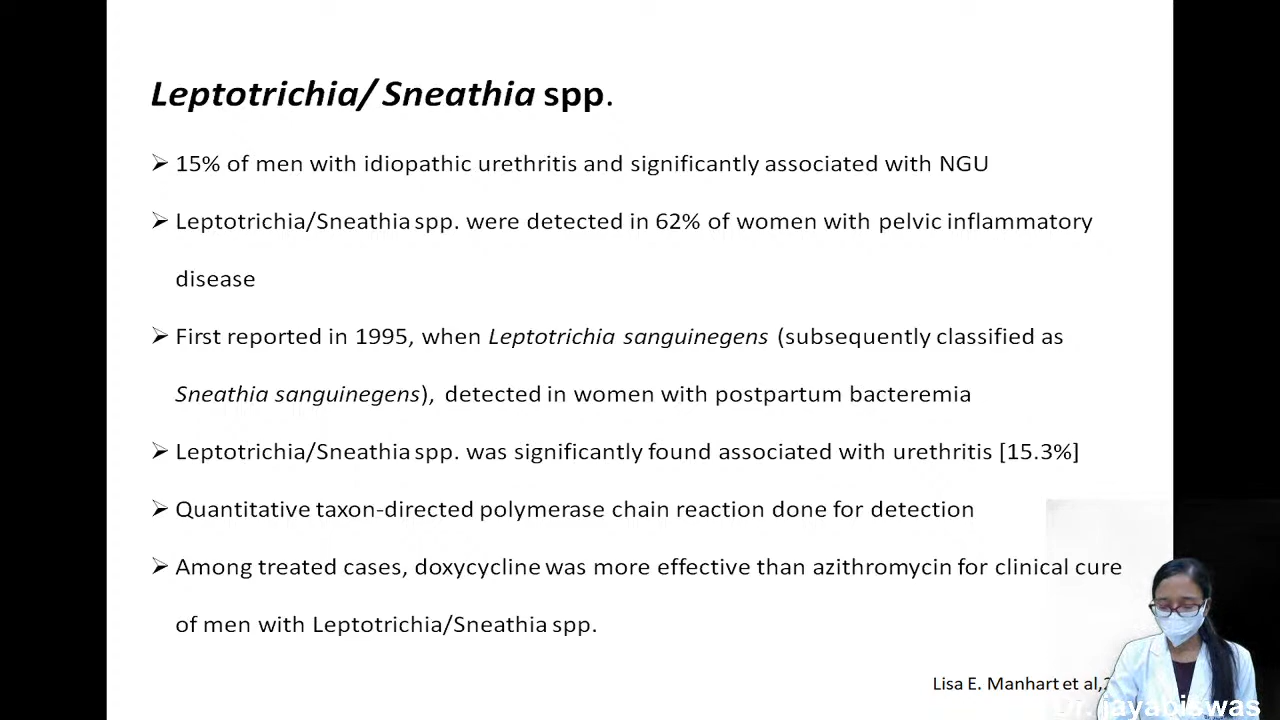 Leptotrichia/ Sneathia spp.
➢ 15% of men with idiopathic urethritis and significantly associated with NGU
➢ Leptotrichia/Sneathia spp. were detected in 62% of women with pelvic inflammatory
disease
➢ First reported in 1995, when Leptotrichia sanguinegens (subsequently classified as
Sneathia sanguinegens), detected in women with postpartum bacteremia
➢ Leptotrichia/Sneathia spp. was significantly found associated with urethritis [15.3%]
➢ Quantitative taxon-directed polymerase chain reaction done for detection
➢ Among treated cases, doxycycline was more effective than azithromycin for clinical cure
of men with Leptotrichia/Sneathia spp.
Lisa E. Manhart et al,
Dr. jayabiswas